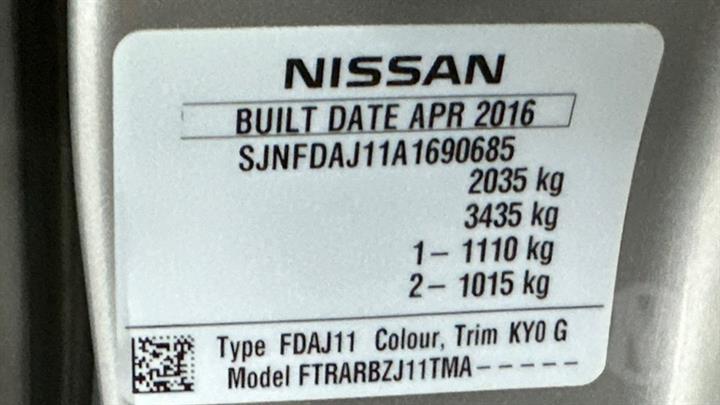 NISSAN
BUILT DATE APR 2016
SJNFDAJ11A1690685
2035 kg
3435 kg
1– 1110 kg
2– 1015 kg
Type FDAJ11 Colour, Trim KY0 G
Model FTRARBZJ11TMA-----